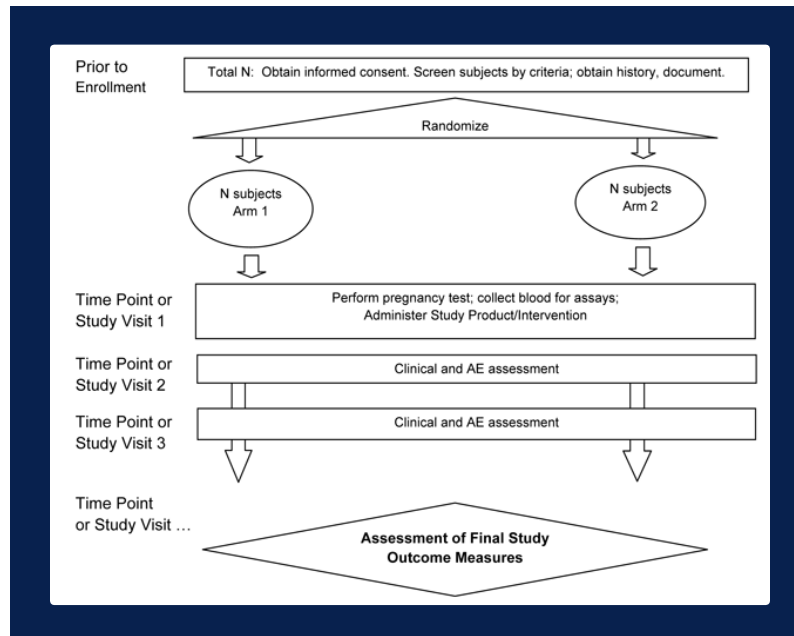 Prior to
Enrollment
Total N:  Obtain informed consent. Screen subjects by criteria; obtain history, document.
Randomize
N subjects
Arm 1
N subjects
Arm 2
Time Point or
Study Visit 1
Perform pregnancy test; collect blood for assays;
Administer Study Product/Intervention
Time Point or
Study Visit 2
Clinical and AE assessment
Time Point or
Study Visit 3
Clinical and AE assessment
Time Point
or Study Visit …
Assessment of Final Study
Outcome Measures